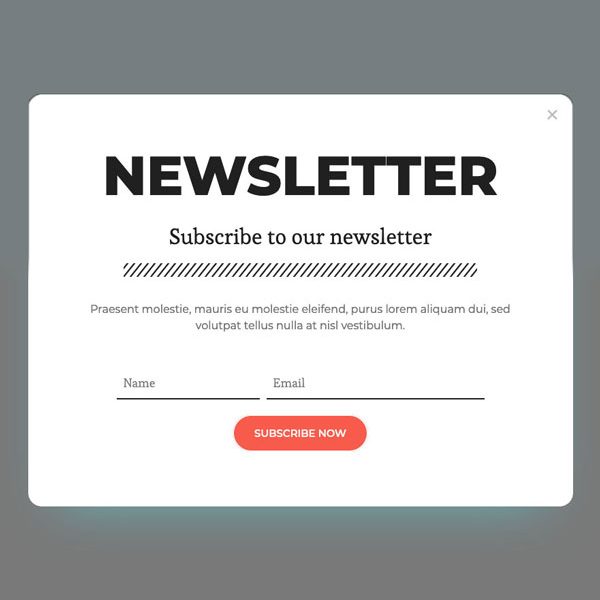 NEWSLETTER
Subscribe to our newsletter
Praesent molestie, mauris eu molestie eleifend, purus lorem aliquam dui, sed
volutpat tellus nulla at nisl vestibulum.
Name Email
SUBSCRIBE NOW